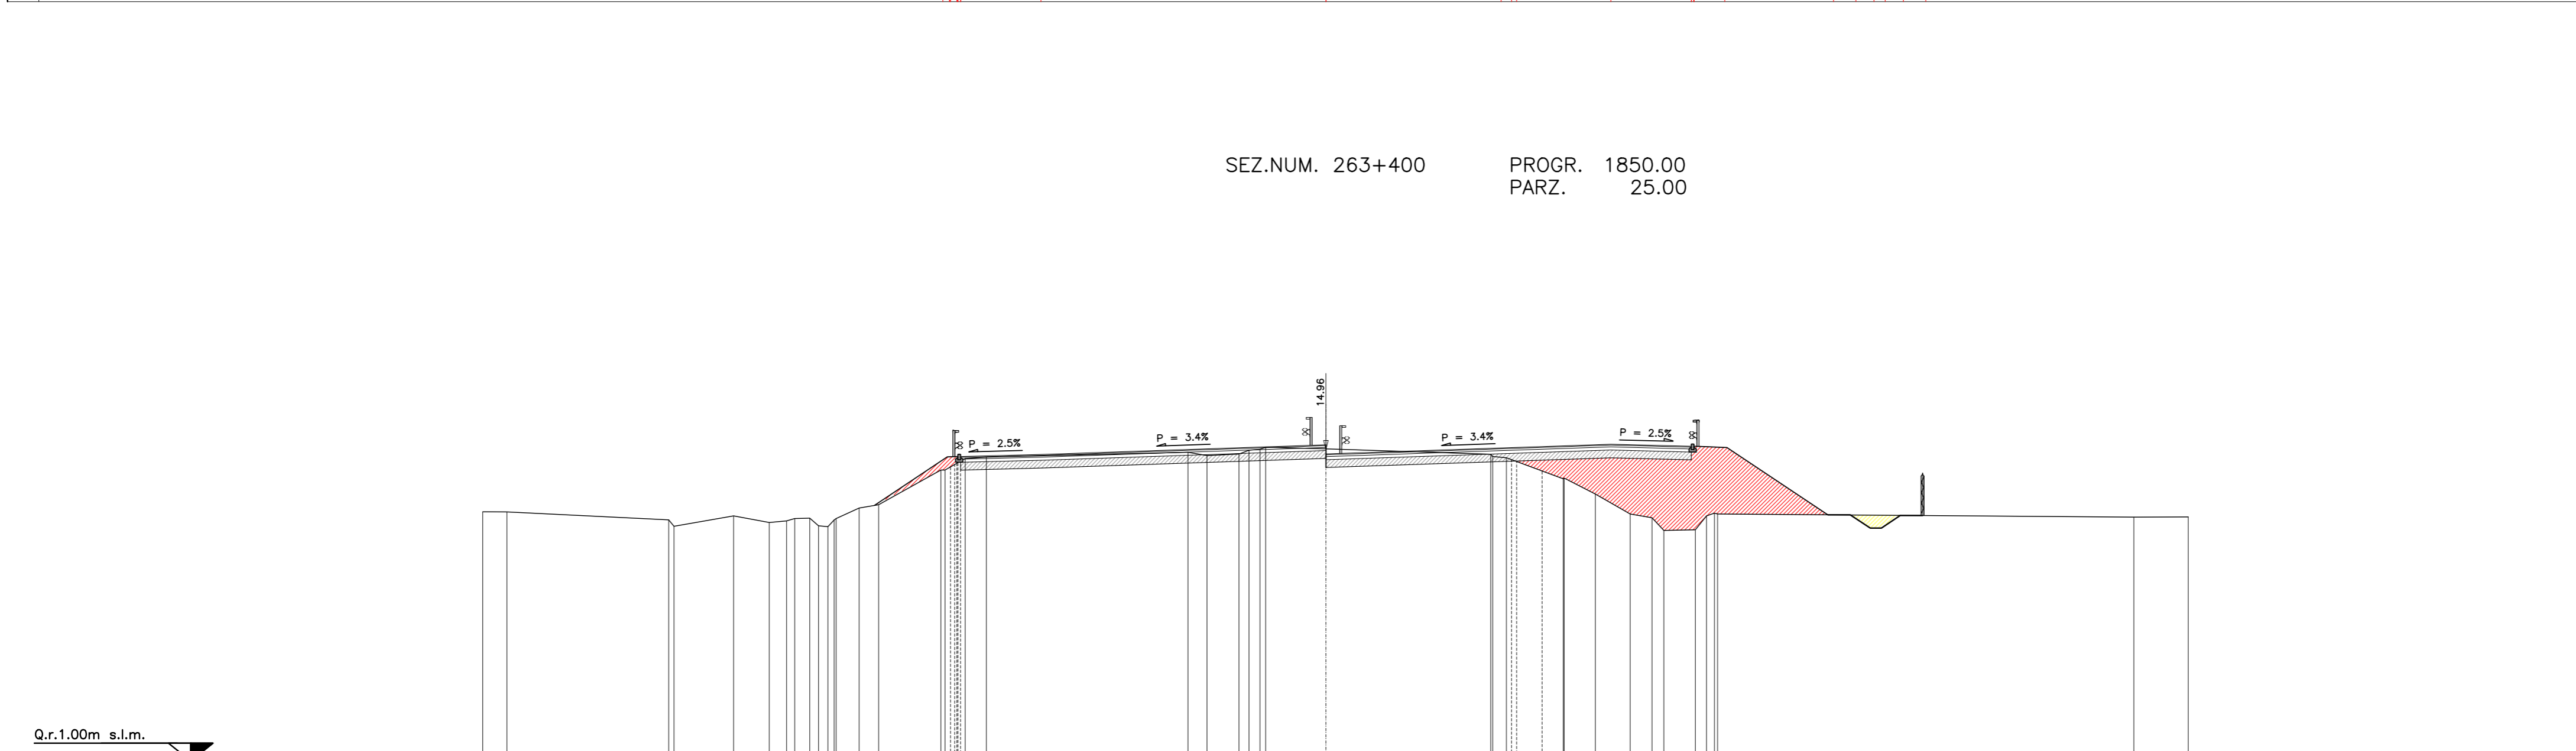 SEZ.NUM. 263+400 PROGR. 1850.00
PARZ. 25.00
14.96
P = 2.5%
P = 3.4%
P = 3.4%
P = 2.5%
Q.r.1.00m s.l.m.